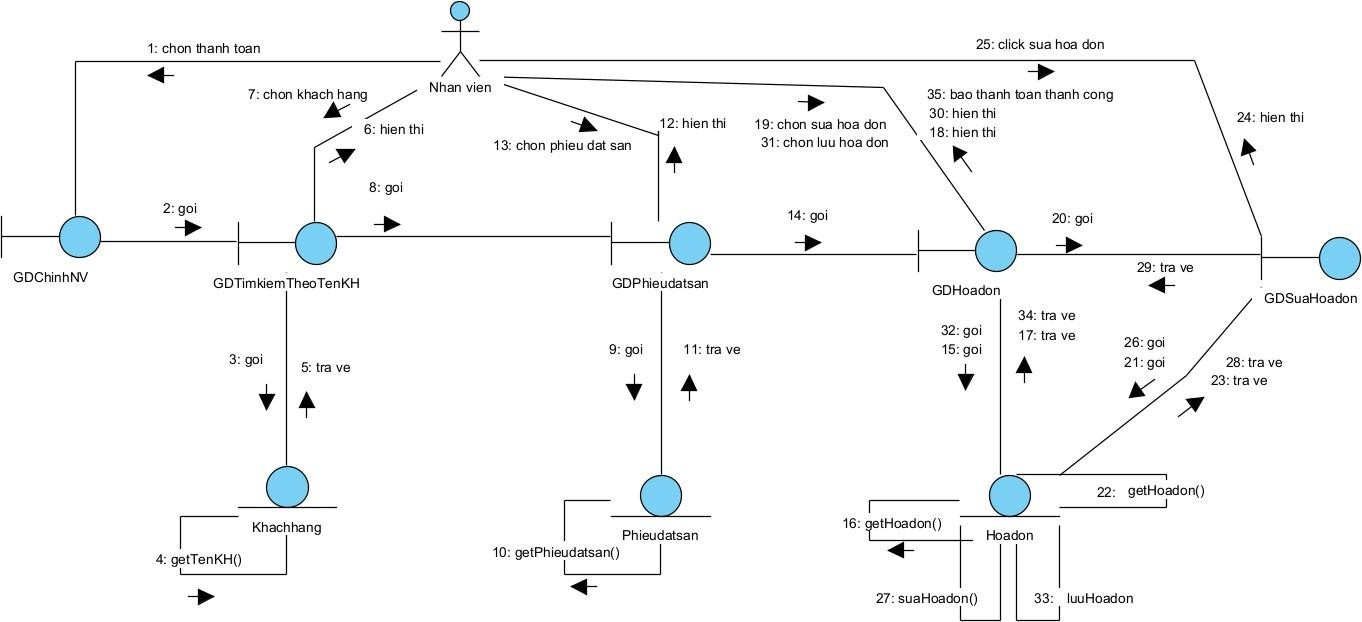 1: chon thanh toan
25: click sua hoa don
Nhan vien
7: chon khach hang
6: hien thi
13: chon phieu dat san
12: hien thi
19: chon sua hoa don
31: chon luu hoa don
35: bao thanh toan thanh cong
30: hien thi
18: hien thi
24: hien thi
2: goi
8: goi
14: goi
20: goi
29: tra ve
GDChinhNV
GDTimkiemTheoTenKH
GDPhieudatsan
GDHoadon
GDSuaHoadon
3: goi
5: tra ve
9: goi
11: tra ve
32: goi
15: goi
34: tra ve
17: tra ve
26: goi
21: goi
28: tra ve
23: tra ve
Khachhang
4: getTenKH()
Phieudatsan
10: getPhieudatsan()
Hoadon
16: getHoadon()
22: getHoadon()
27: suaHoadon()
33: luuHoadon